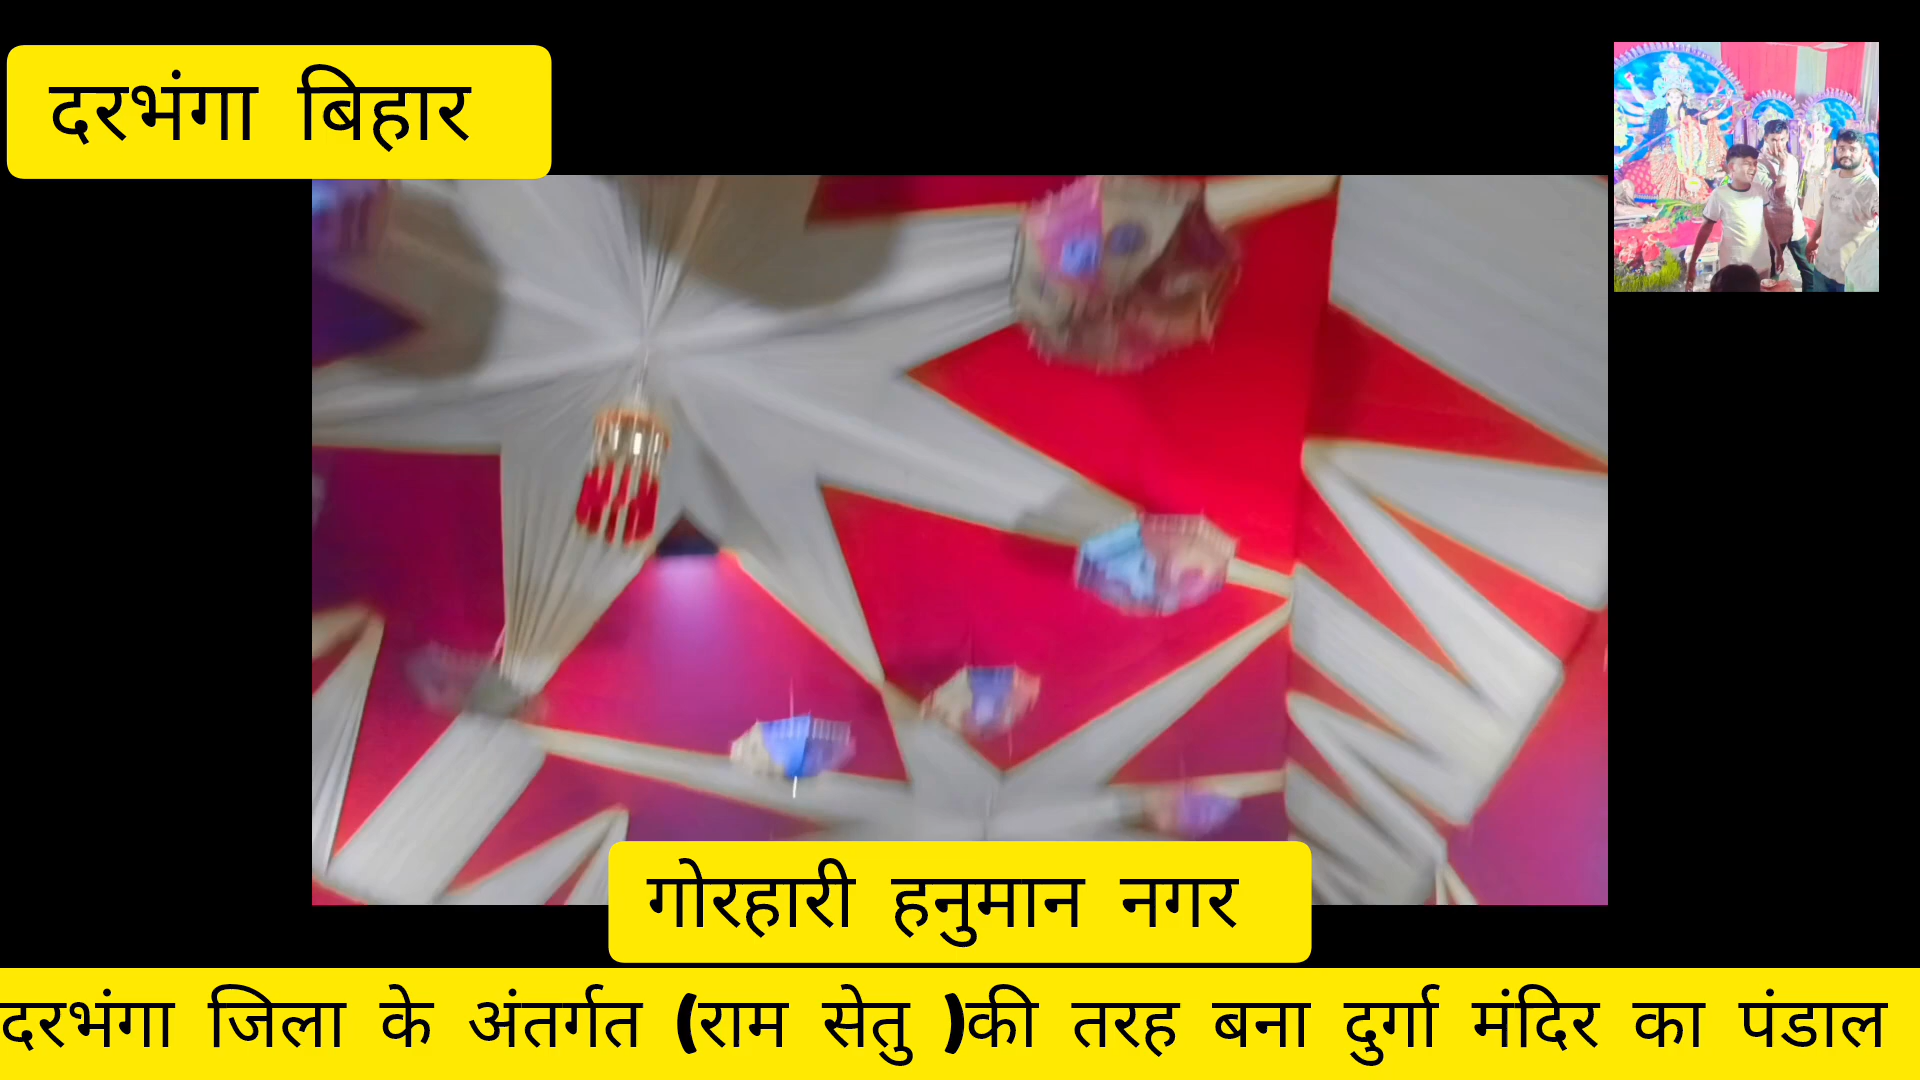 दरभंगा बिहार
गोरहारी हनुमान नगर
दरभंगा जिला के अंतर्गत (राम सेतु )की तरह बना दुर्गा मंदिर का पंडाल